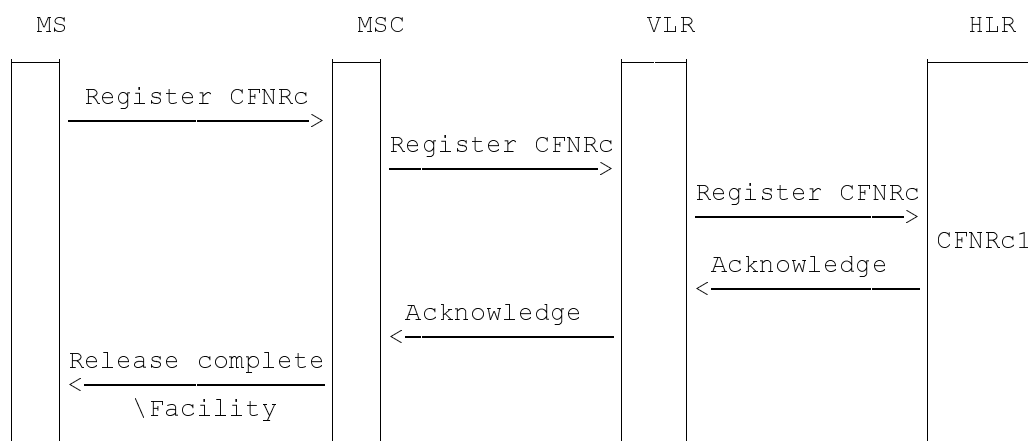 MS MSC VLR HLR
Register CFNRc
Register CFNRc
Register CFNRc
CFNRc1
Acknowledge
Acknowledge
Release complete
\Facility